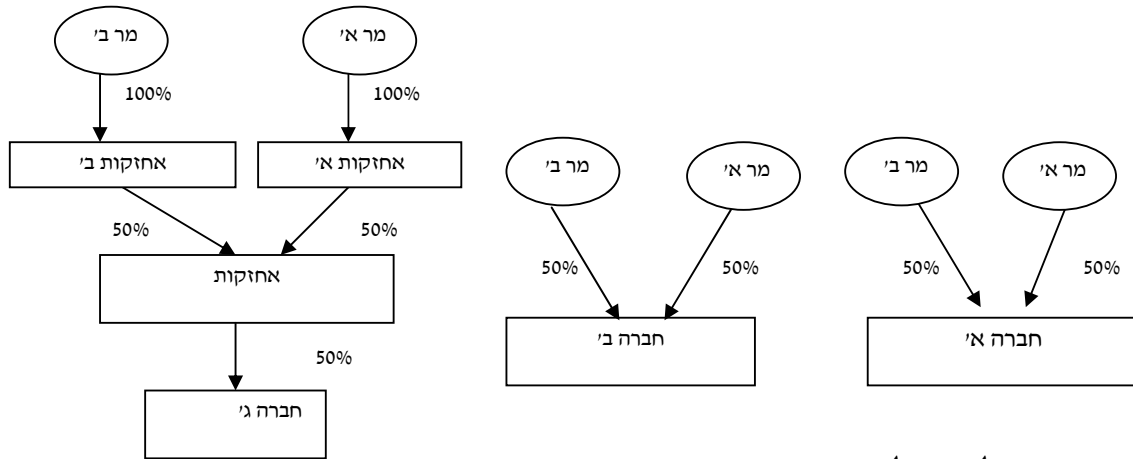 מר א׳
מר ב׳
100%
100%
אחזקות א׳
אחזקות ב׳
מר א׳
מר ב׳
מר א׳
מר ב׳
50%
50%
50%
50%
50%
50%
אחזקות
חברה א׳
חברה ב׳
50%
חברה ג׳